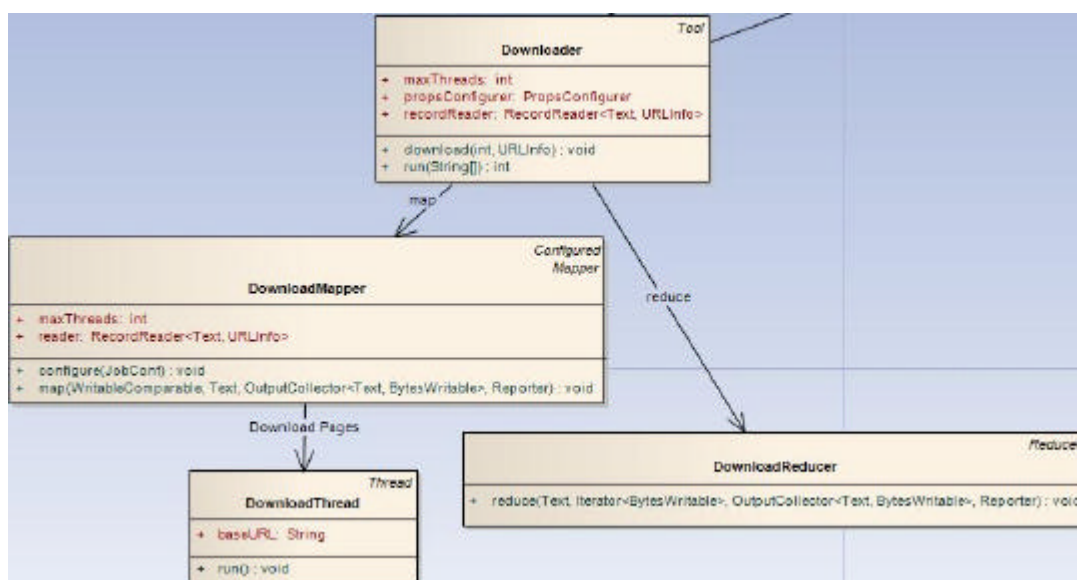 Tool
Downloader
+ maxThreads: int
+ propsConfigurer: PropsConfigurer
+ recordReader: RecordReader<Text, URLInfo>
+ download(int, URLInfo) : void
+ run(String[]) : int
map
reduce
Configured
Mapper
DownloadMapper
+ maxThreads: int
+ reader: RecordReader<Text, URLInfo>
+ configure(JobConf) : void
+ map(WritableComparable, Text, OutputCollector<Text, BytesWritable>, Reporter) : void
Download Pages
Thread
DownloadThread
+ baseURL: String
+ run() : void
Reducer
DownloadReducer
+ reduce(Text, Iterator<BytesWritable>, OutputCollector<Text, BytesWritable>, Reporter) : void